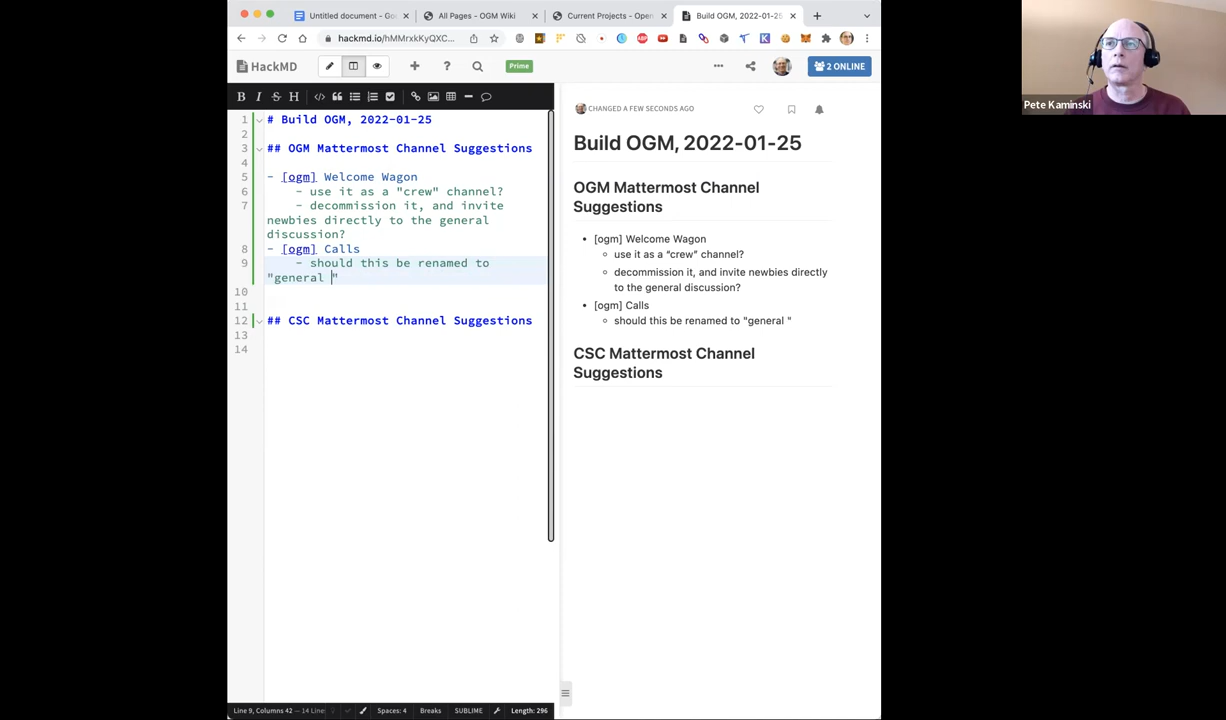 Untitled document - Go
All Pages - OGM Wiki
Current Projects - Open
Build OGM, 2022-01-25
hackmd.io/hMMrxkKyQXC...
HackMD
Prime
2 ONLINE
Pete Kaminski
1 # Build OGM, 2022-01-25
2
3 ## OGM Mattermost Channel Suggestions
4
5 - [ogm] Welcome Wagon
6 - use it as a "crew" channel?
7 - decommission it, and invite
newbies directly to the general
discussion?
8 - [ogm] Calls
9 - should this be renamed to
"general "
10
11
12 ## CSC Mattermost Channel Suggestions
13
14
CHANGED A FEW SECONDS AGO
Build OGM, 2022-01-25
OGM Mattermost Channel
Suggestions
• [ogm] Welcome Wagon
◦ use it as a “crew” channel?
◦ decommission it, and invite newbies directly
to the general discussion?
• [ogm] Calls
◦ should this be renamed to "general "
CSC Mattermost Channel
Suggestions
Line 9, Columns 42 — 14 Lines
Spaces: 4
Breaks
SUBLIME
Length: 296